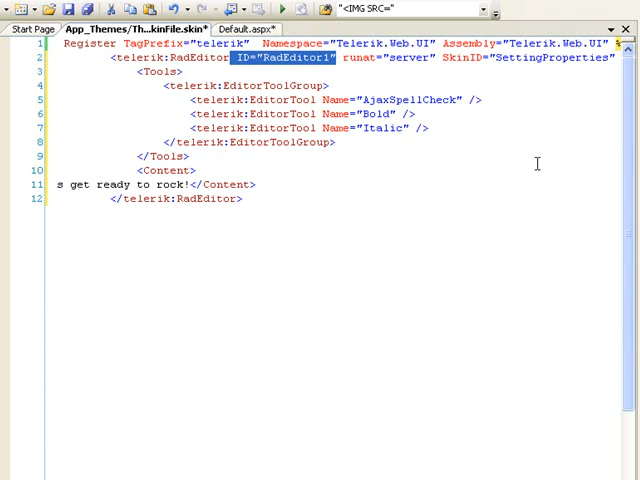 "<IMG SRC="
Start Page App_Themes/Th...kinFile.skin* Default.aspx*
1 Register TagPrefix="telerik" Namespace="Telerik.Web.UI" Assembly="Telerik.Web.UI" %
2 <telerik:RadEditor ID="RadEditor1" runat="server" SkinID="SettingProperties"
3 <Tools>
4 <telerik:EditorToolGroup>
5 <telerik:EditorTool Name="AjaxSpellCheck" />
6 <telerik:EditorTool Name="Bold" />
7 <telerik:EditorTool Name="Italic" />
8 </telerik:EditorToolGroup>
9 </Tools>
10 <Content>
11 s get ready to rock!</Content>
12 </telerik:RadEditor>